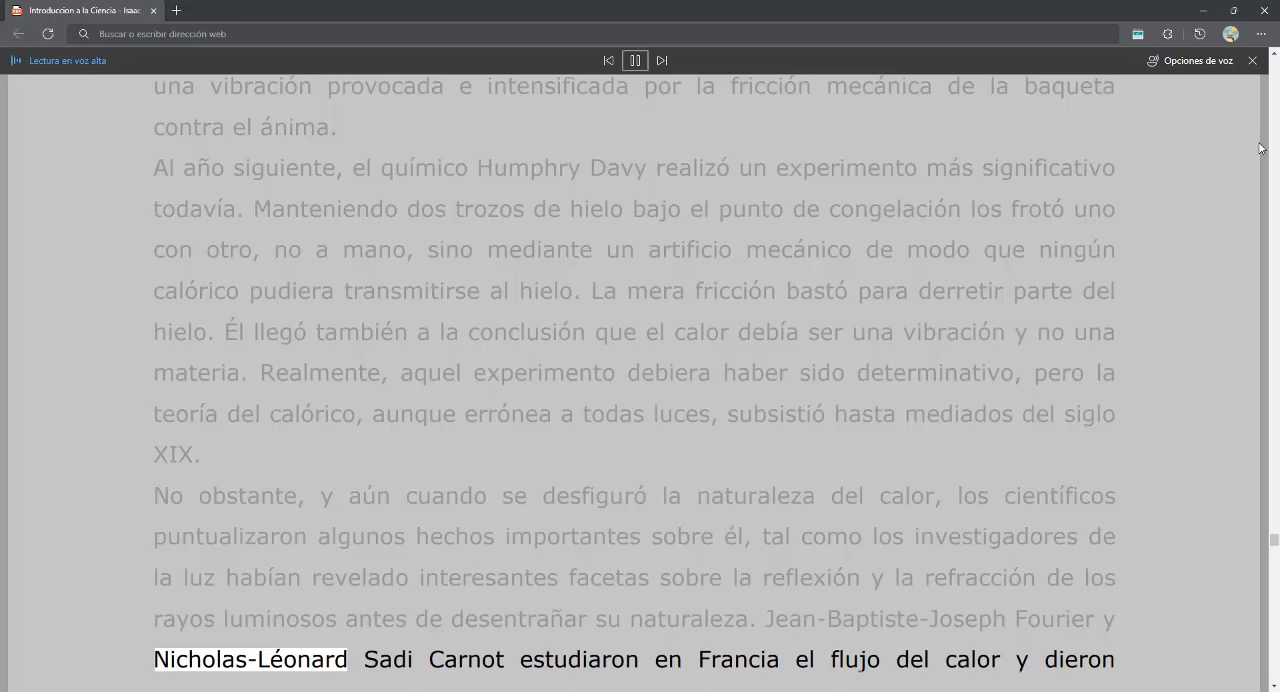 Introduccion a la Ciencia - Isaac
Buscar o escribir dirección web
Lectura en voz alta
Opciones de voz
una vibración provocada e intensificada por la fricción mecánica de la baqueta
contra el ánima.
Al año siguiente, el químico Humphry Davy realizó un experimento más significativo
todavía. Manteniendo dos trozos de hielo bajo el punto de congelación los frotó uno
con otro, no a mano, sino mediante un artificio mecánico de modo que ningún
calórico pudiera transmitirse al hielo. La mera fricción bastó para derretir parte del
hielo. Él llegó también a la conclusión que el calor debía ser una vibración y no una
materia. Realmente, aquel experimento debiera haber sido determinativo, pero la
teoría del calórico, aunque errónea a todas luces, subsistió hasta mediados del siglo
XIX.
No obstante, y aún cuando se desfiguró la naturaleza del calor, los científicos
puntualizaron algunos hechos importantes sobre él, tal como los investigadores de
la luz habían revelado interesantes facetas sobre la reflexión y la refracción de los
rayos luminosos antes de desentrañar su naturaleza. Jean-Baptiste-Joseph Fourier y
Nicholas-Léonard Sadi Carnot estudiaron en Francia el flujo del calor y dieron